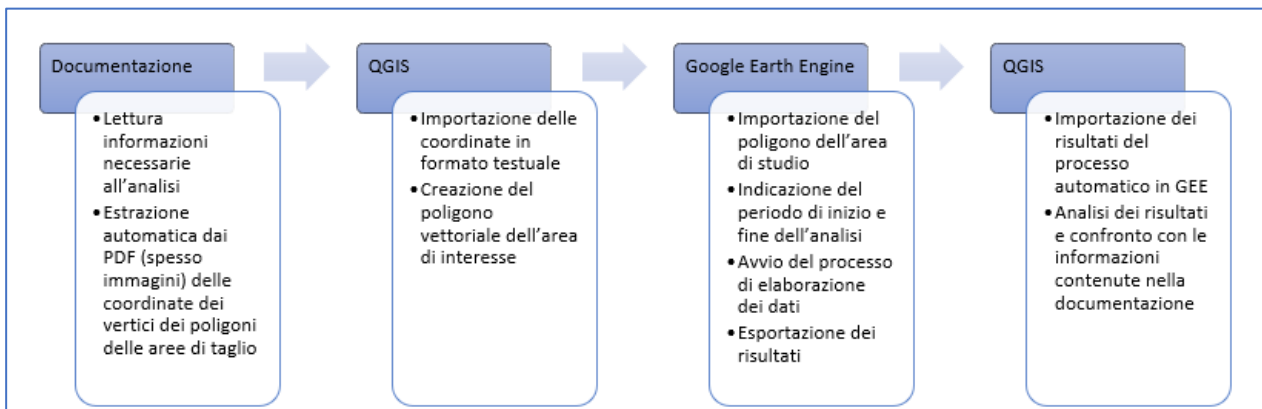 Documentazione
•Lettura
informazioni
necessarie
all'analisi
•Estrazione
automatica dai
PDF (spesso
immagini) delle
coordinate dei
vertici dei poligoni
delle aree di taglio
QGIS
•Importazione delle
coordinate in
formato testuale
•Creazione del
poligono
vettoriale dell'area
di interesse
Google Earth Engine
•Importazione del
poligono dell'area
di studio
•Indicazione del
periodo di inizio e
fine dell'analisi
•Avvio del processo
di elaborazione
dei dati
•Esportazione dei
risultati
QGIS
•Importazione dei
risultati del
processo
automatico in GEE
•Analisi dei risultati
e confronto con le
informazioni
contenute nella
documentazione